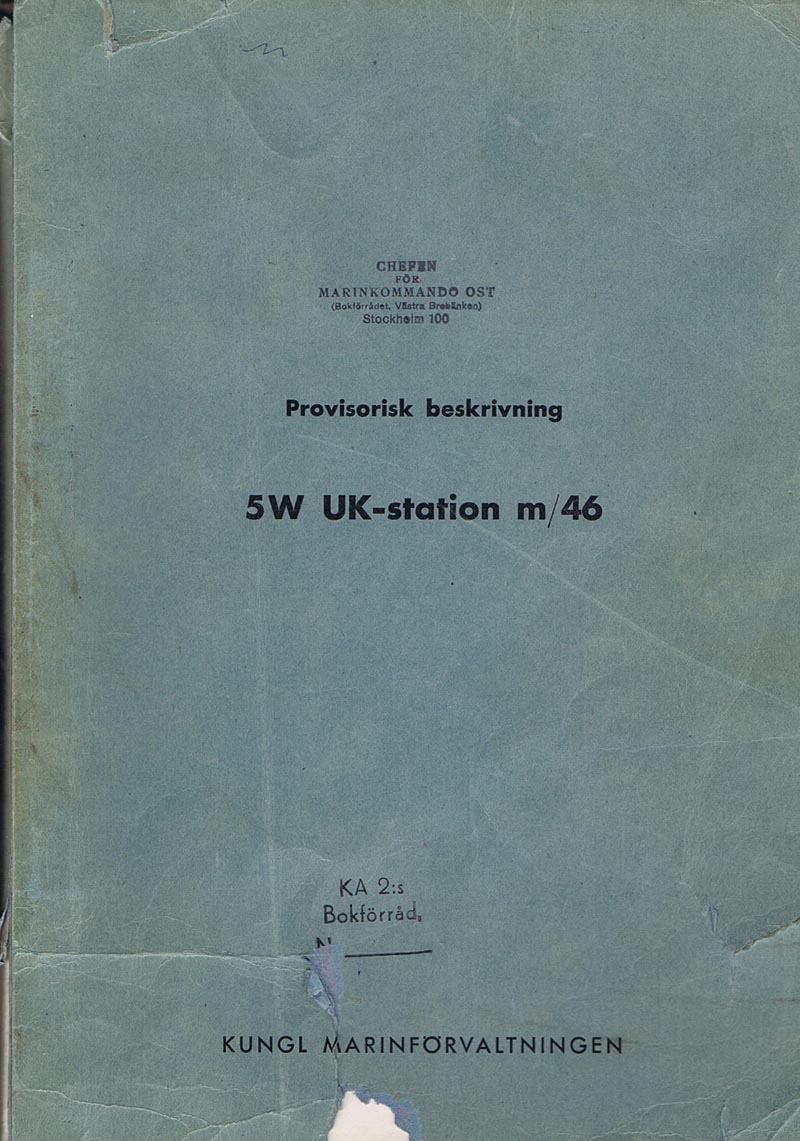 CHEFEN
FÖR
MARINKOMMANDO OST
(Bokförrådet, Västra Brobänken)
Stockholm 100
Provisorisk beskrivning
5W UK-station m/46
KA 2:s
Bokförråd,
N
KUNGL MARINFÖRVALTNINGEN